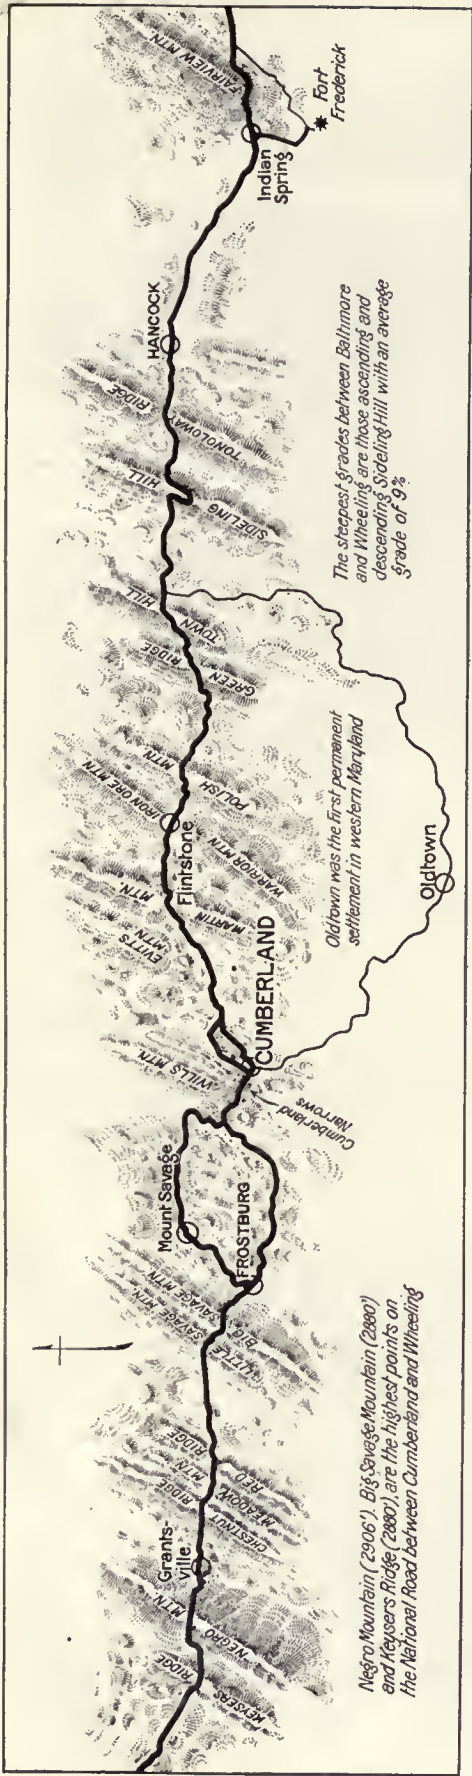 KEYSERS
RIDGE
NEGRO
MTN
Grants-
ville
CHESTNUT
RIDGE
MEADOW
MTN
RED
RIDGE
LITTLE
SAVAGE MTN.
BIG
SAVAGE MTN
FROSTBURG
Mount Savage
WILLS MTN.
Cumberland
Narrows
CUMBERLAND
EVITTS
MTN
MARTIN
MTN.
Flintstone
WARRIOR MTN
IRON ORE MTN
POLISH
MTN.
GREEN
RIDGE
TOWN
HILL
SIDELING
HILL
TONOLOWAY
RIDGE
HANCOCK
Indian
Spring
FAIRVIEW MTN
Fort
Frederick
Oldtown
Negro Mountain (2906'), Big Savage Mountain (2880')
and Keysers Ridge (2880'), are the highest points on
the National Road between Cumberland and Wheeling
Oldtown was the first permanent
settlement in western Maryland
The steepest grades between Baltimore
and Wheeling are those ascending and
descending Sideling Hill with an average
grade of 9%